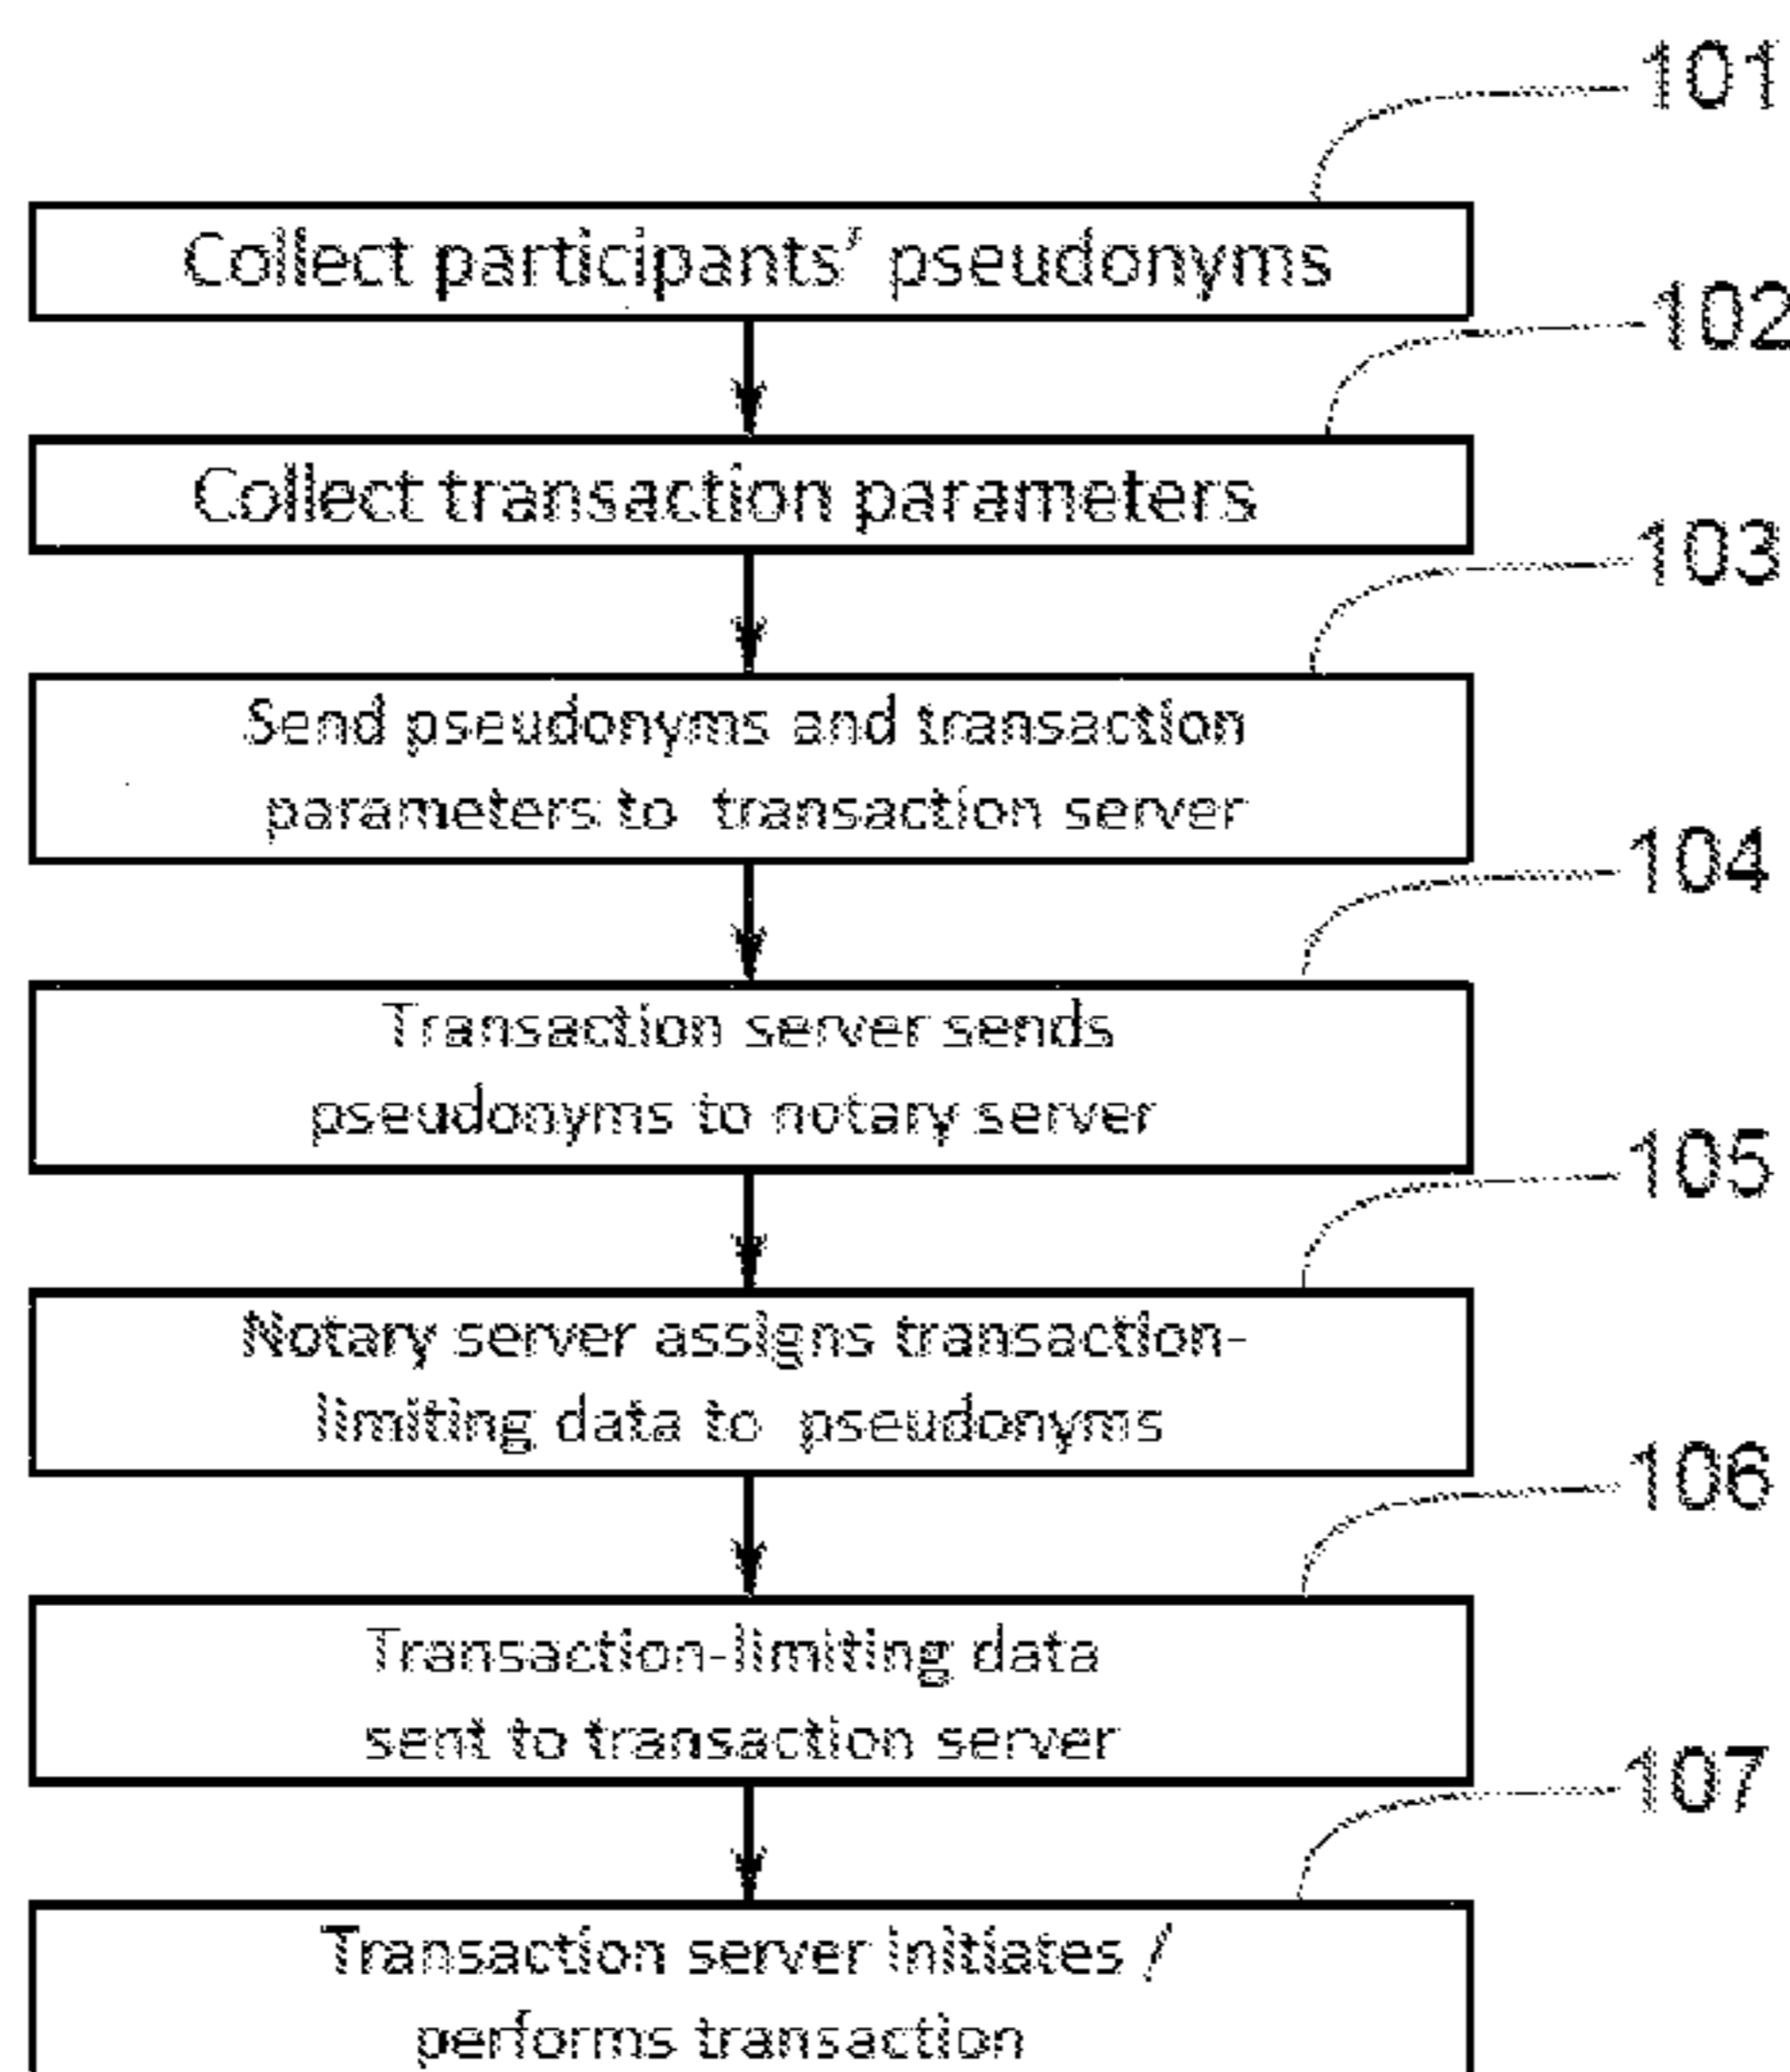 101
Collect participants’ pseudonyms
102
Collect transaction parameters
103
Send pseudonyms and transaction
parameters to transaction server
104
Transaction server sends
pseudonyms to notary server
105
Notary server assigns transaction-
limiting data to pseudonyms
106
Transaction-limiting data
sent to transaction server
107
Transaction server initiates /
performs transaction